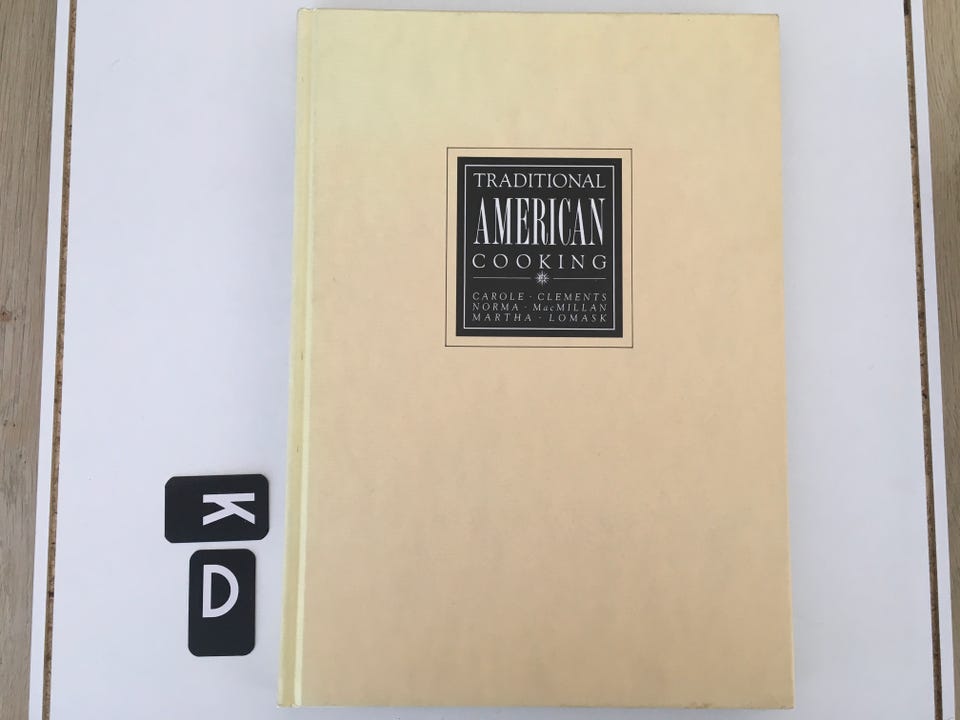 TRADITIONAL
AMERICAN
COOKING
CAROLE · CLEMENTS
NORMA · MacMILLAN
MARTHA · LOMASK
K
D